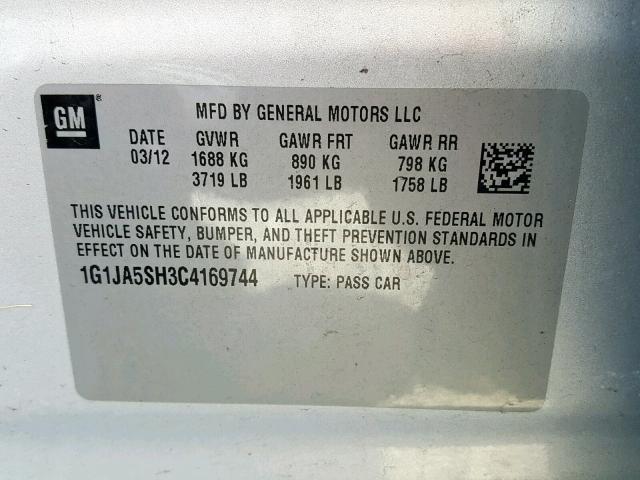 GM®
MFD BY GENERAL MOTORS LLC
DATE GVWR GAWR FRT GAWR RR
03/12 1688 KG 890 KG 798 KG
3719 LB 1961 LB 1758 LB
THIS VEHICLE CONFORMS TO ALL APPLICABLE U.S. FEDERAL MOTOR
VEHICLE SAFETY, BUMPER, AND THEFT PREVENTION STANDARDS IN
EFFECT ON THE DATE OF MANUFACTURE SHOWN ABOVE.
1G1JA5SH3C4169744 TYPE: PASS CAR